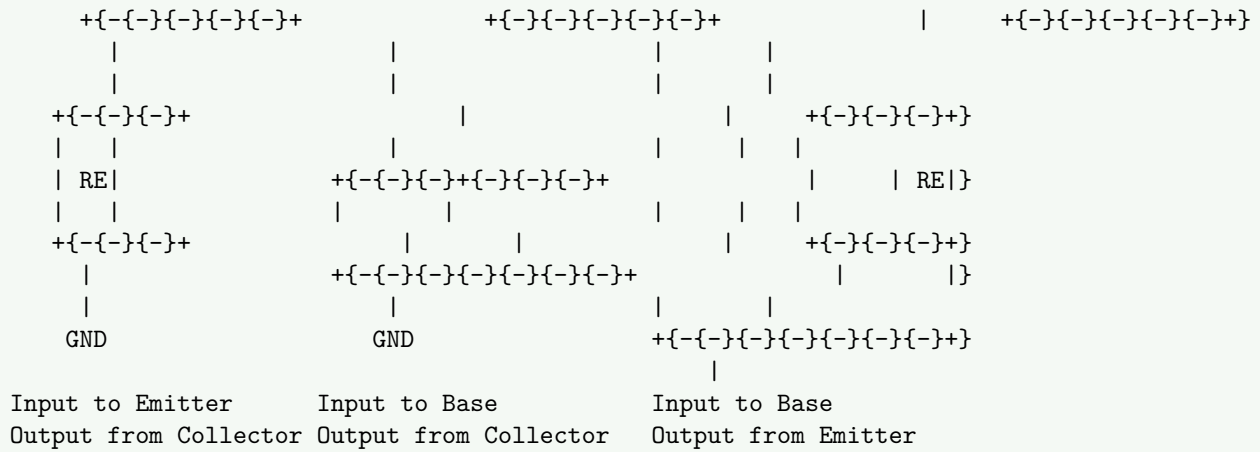 +{-{-}{-}{-}{-}+ +{-}{-}{-}{-}{-}+ | +{-}{-}{-}{-}{-}+}
| | | |
| | | |
+{-{-}{-}+ | | +{-}{-}{-}+}
| | | | | |
| RE| +{-{-}{-}+{-}{-}{-}+ | | RE|}
| | | | | | |
+{-{-}{-}+ | | | +{-}{-}{-}+}
| +{-{-}{-}{-}{-}{-}{-}+ | |}
| | | |
GND GND +{-{-}{-}{-}{-}{-}{-}+}
|
Input to Emitter Input to Base Input to Base
Output from Collector Output from Collector Output from Emitter